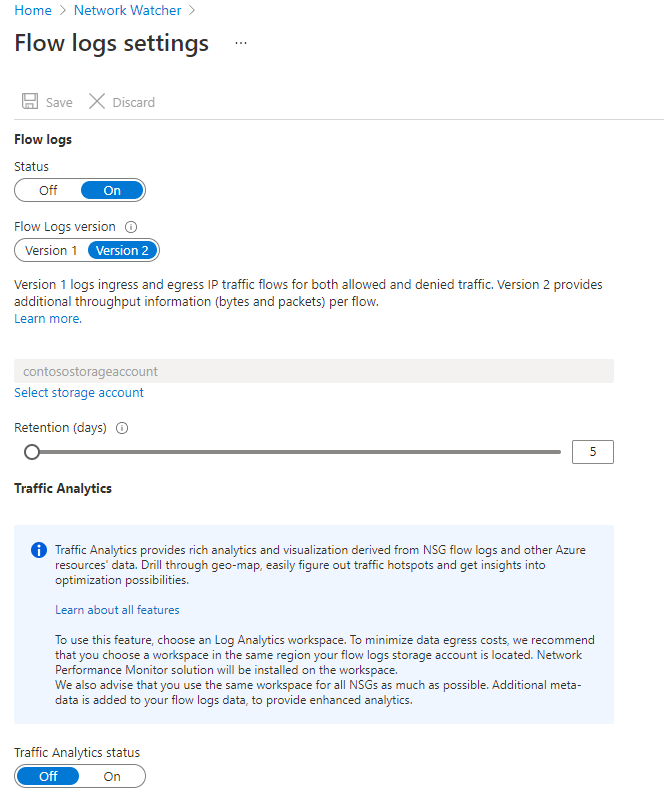 Home > Network Watcher >
Flow logs settings ...
Save Discard
Flow logs
Status
Off On
Flow Logs version
Version 1 Version 2
Version 1 logs ingress and egress IP traffic flows for both allowed and denied traffic. Version 2 provides
additional throughput information (bytes and packets) per flow.
Learn more.
contosostorageaccount
Select storage account
Retention (days)
5
Traffic Analytics
Traffic Analytics provides rich analytics and visualization derived from NSG flow logs and other Azure
resources' data. Drill through geo-map, easily figure out traffic hotspots and get insights into
optimization possibilities.
Learn about all features
To use this feature, choose an Log Analytics workspace. To minimize data egress costs, we recommend
that you choose a workspace in the same region your flow logs storage account is located. Network
Performance Monitor solution will be installed on the workspace.
We also advise that you use the same workspace for all NSGs as much as possible. Additional meta-
data is added to your flow logs data, to provide enhanced analytics.
Traffic Analytics status
Off On